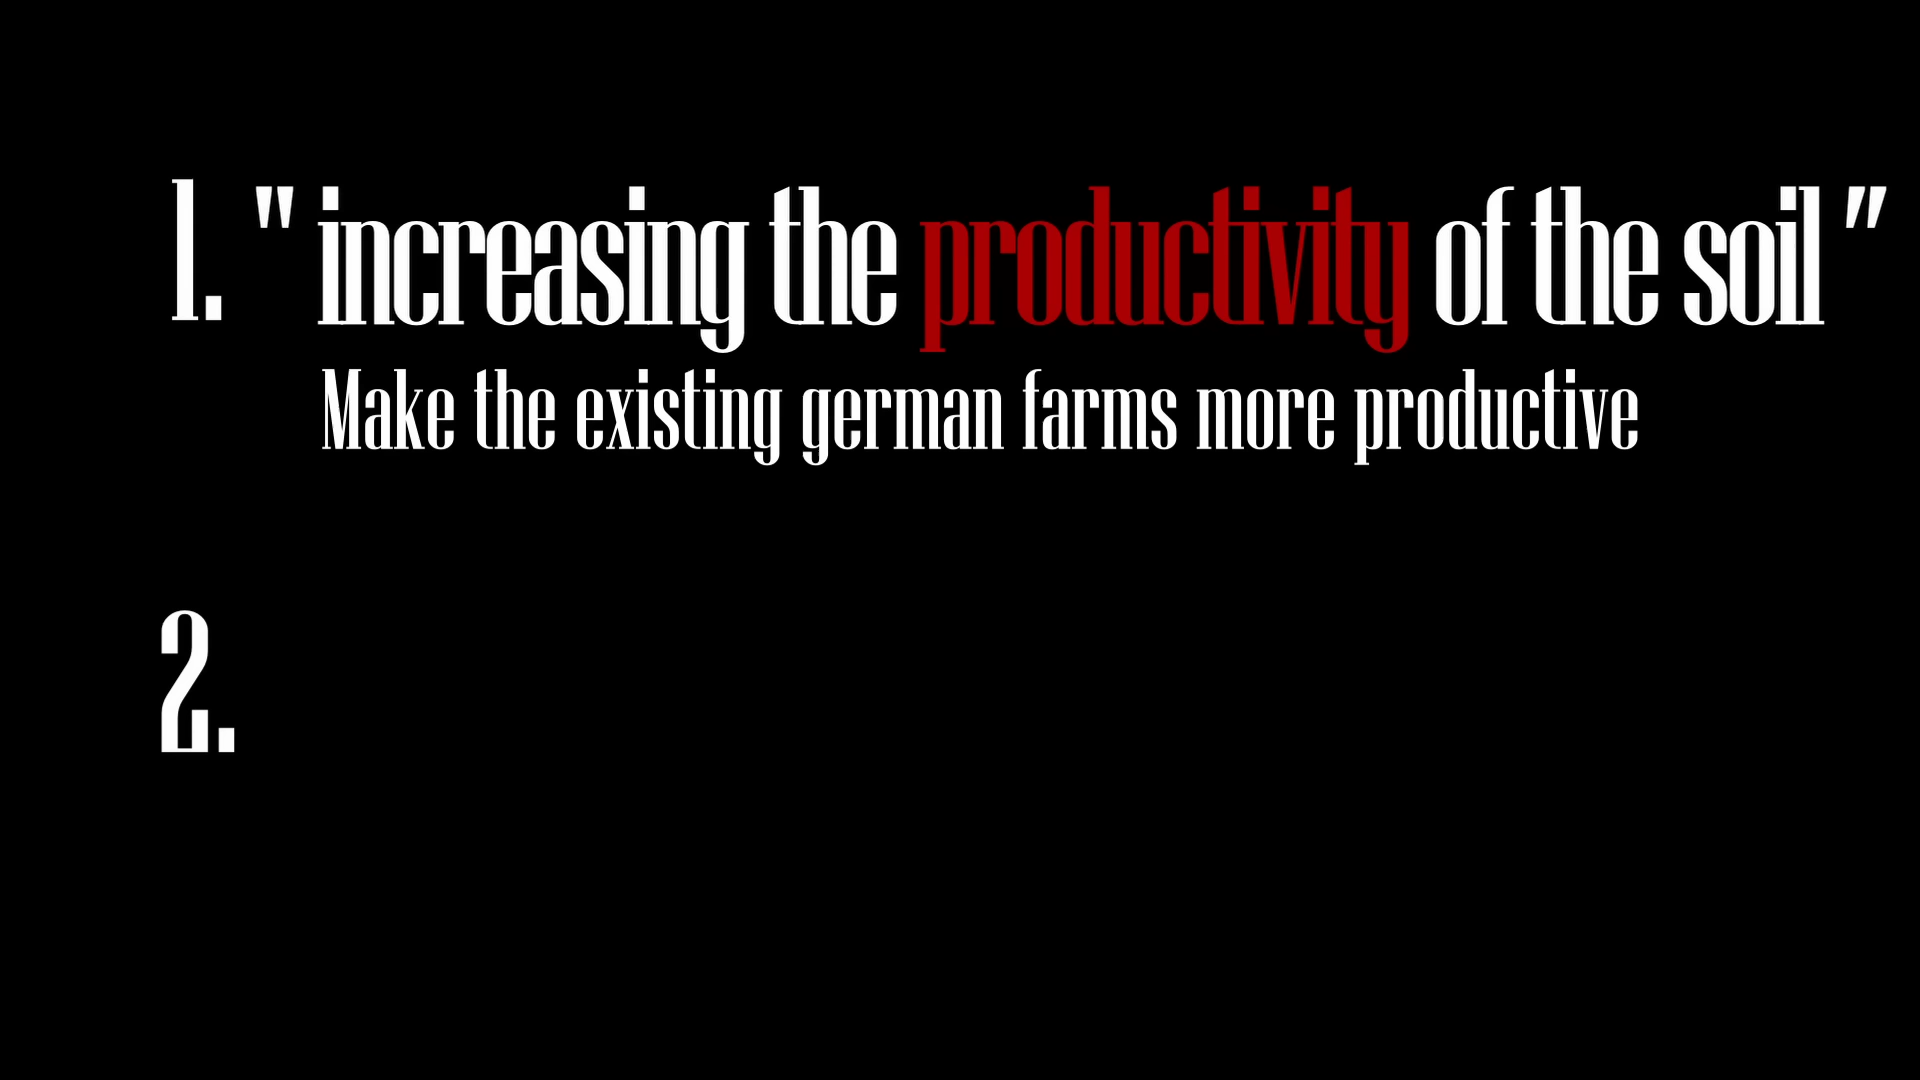 1. " increasing the productivity of the soil "
Make the existing german farms more productive
2.